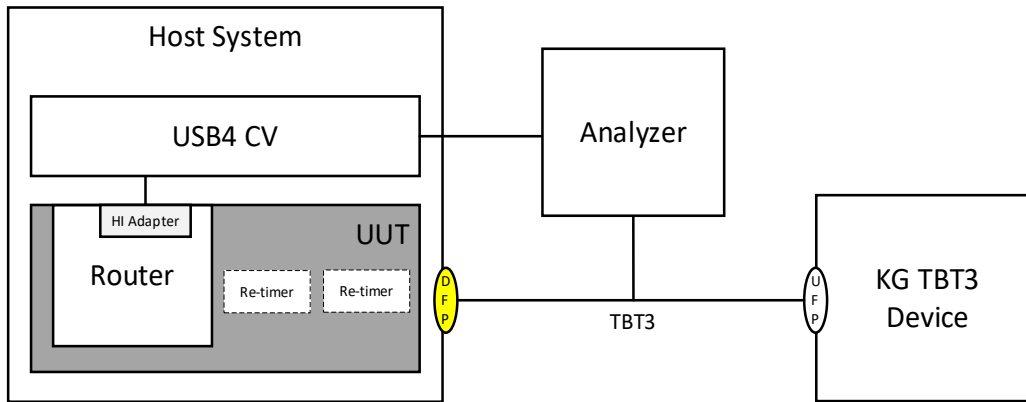 Host System
USB4 CV
Analyzer
HI Adapter
UUT
Router
Re-timer
Re-timer
D
F
P
TBT3
U
F
P
KG TBT3
Device